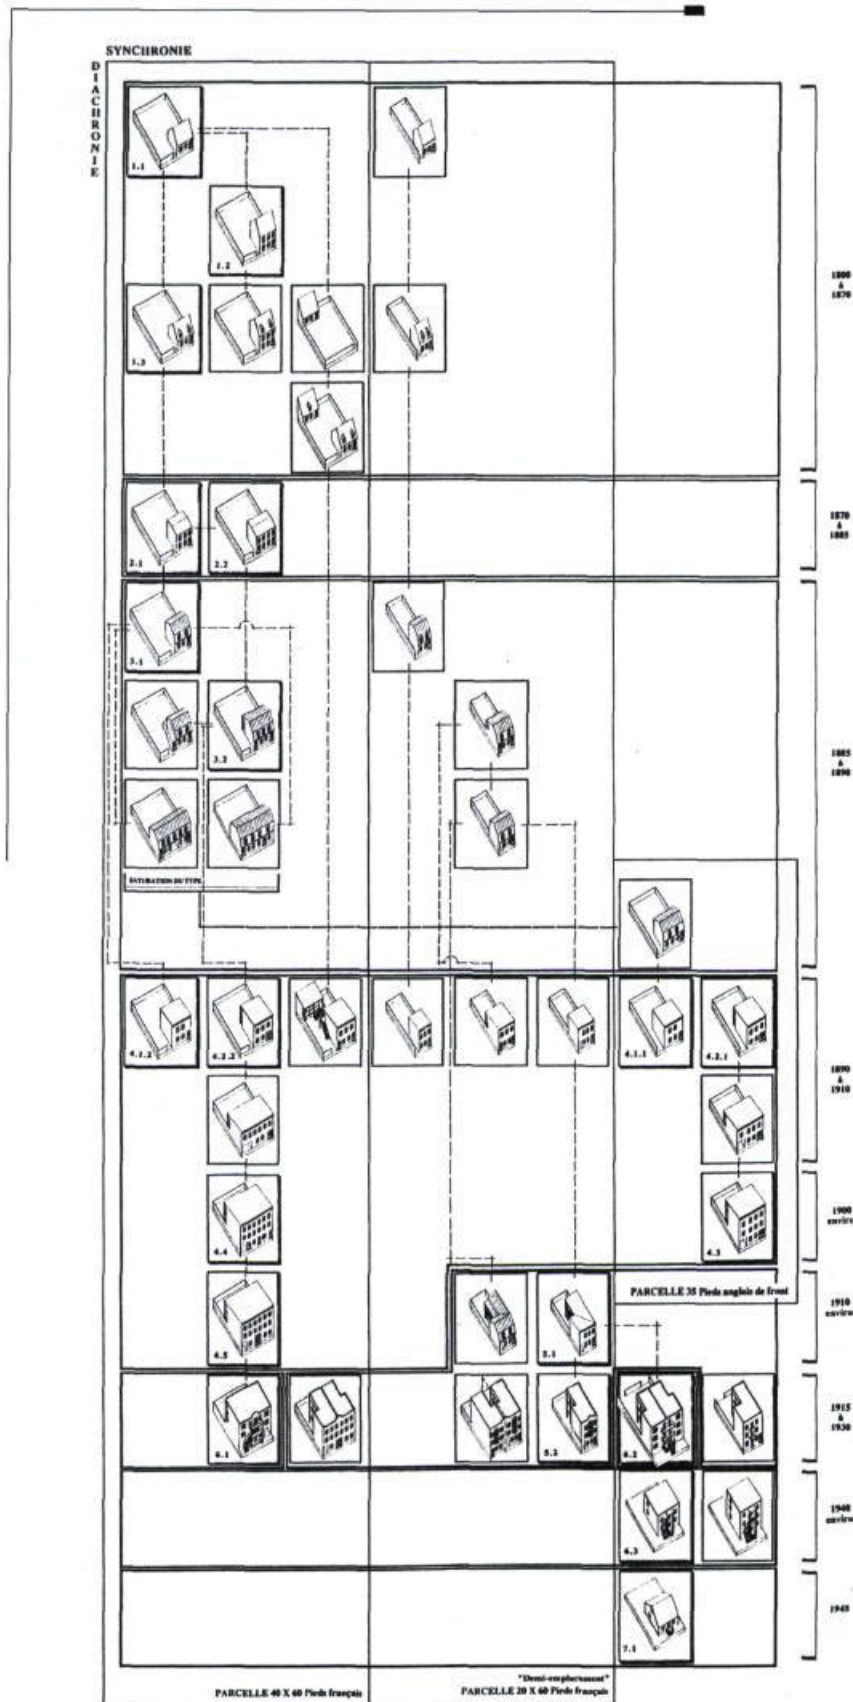 SYNCHRONIE
DIACHRONIE
1.1
1.2
1.3
1800
à
1870
2.1
2.2
1870
à
1885
3.1
3.2
1885
à
1890
SATURATION DU TYPE
4.1.2
4.2.2
4.1.1
4.2.1
1890
à
1910
4.4
4.3
1900
environ
4.5
5.1
PARCELLE 35 Pieds anglais de front
1910
environ
6.1
5.2
6.2
1915
à
1930
6.3
1940
environ
7.1
1945
"Demi-emplacement"
PARCELLE 40 X 60 Pieds français
PARCELLE 20 X 60 Pieds français